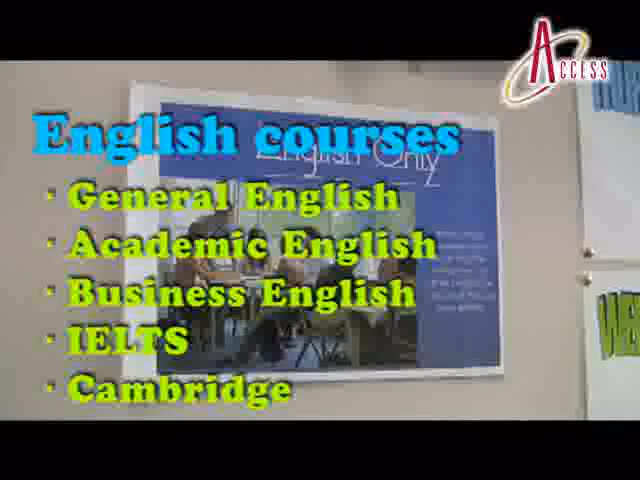 ACCESS
English courses
English Only
· General English
· Academic English
· Business English
· IELTS
· Cambridge